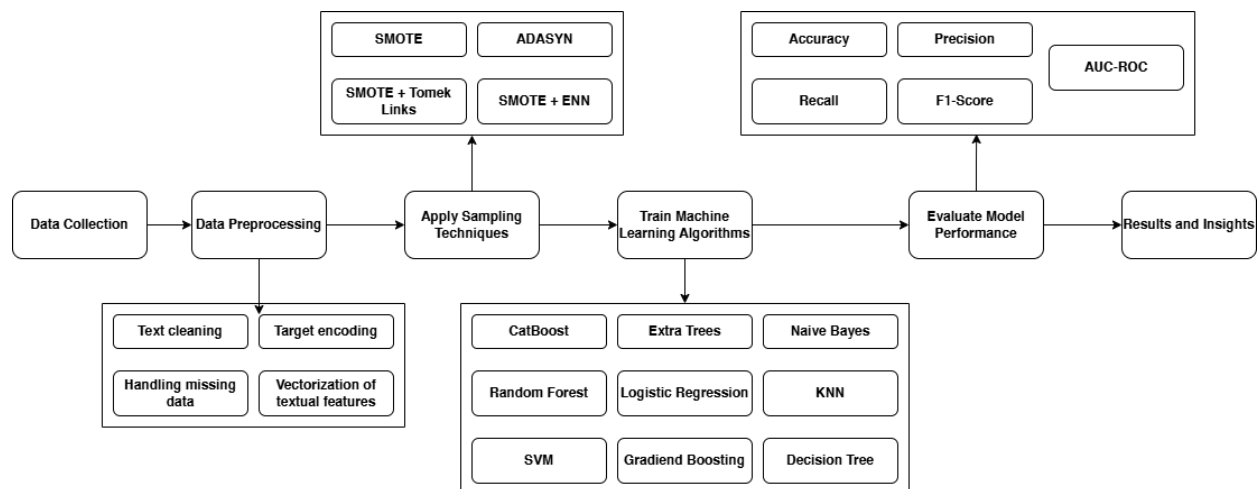 SMOTE
ADASYN
SMOTE + Tomek
Links
SMOTE + ENN
Accuracy
Precision
AUC-ROC
Recall
F1-Score
Data Collection
Data Preprocessing
Apply Sampling
Techniques
Train Machine
Learning Algorithms
Evaluate Model
Performance
Results and Insights
Text cleaning
Target encoding
Handling missing
data
Vectorization of
textual features
CatBoost
Extra Trees
Naive Bayes
Random Forest
Logistic Regression
KNN
SVM
Gradiend Boosting
Decision Tree